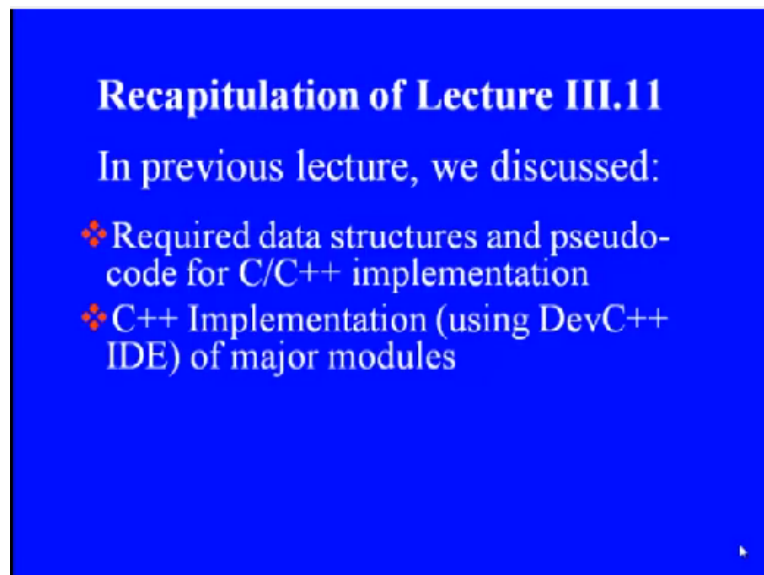 Recapitulation of Lecture III.11
In previous lecture, we discussed:
Required data structures and pseudo-
code for C/C++ implementation
C++ Implementation (using DevC++
IDE) of major modules